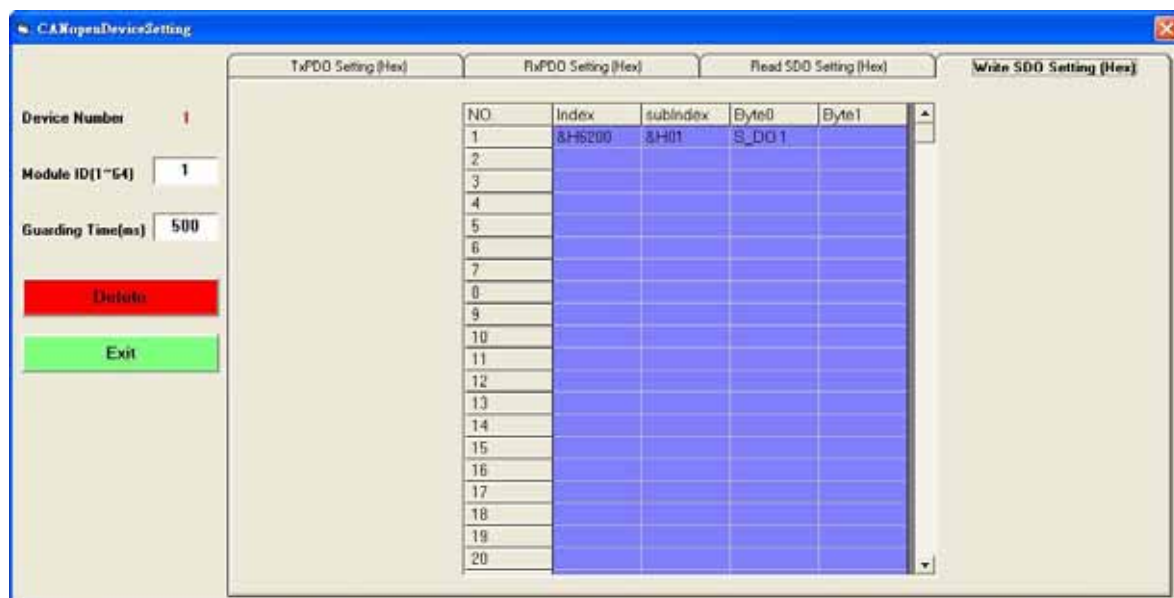 CANopenDeviceSetting
TxPDO Setting (Hex) RxPDO Setting (Hex) Read SDO Setting (Hex) Write SDO Setting (Hex)
Device Number 1
Module ID(1~64) 1
Guarding Time(ms) 500
Delete
Exit
NO. Index subIndex Byte0 Byte1
1 &H6200 &H01 S_DO 1
2
3
4
5
6
7
8
9
10
11
12
13
14
15
16
17
18
19
20